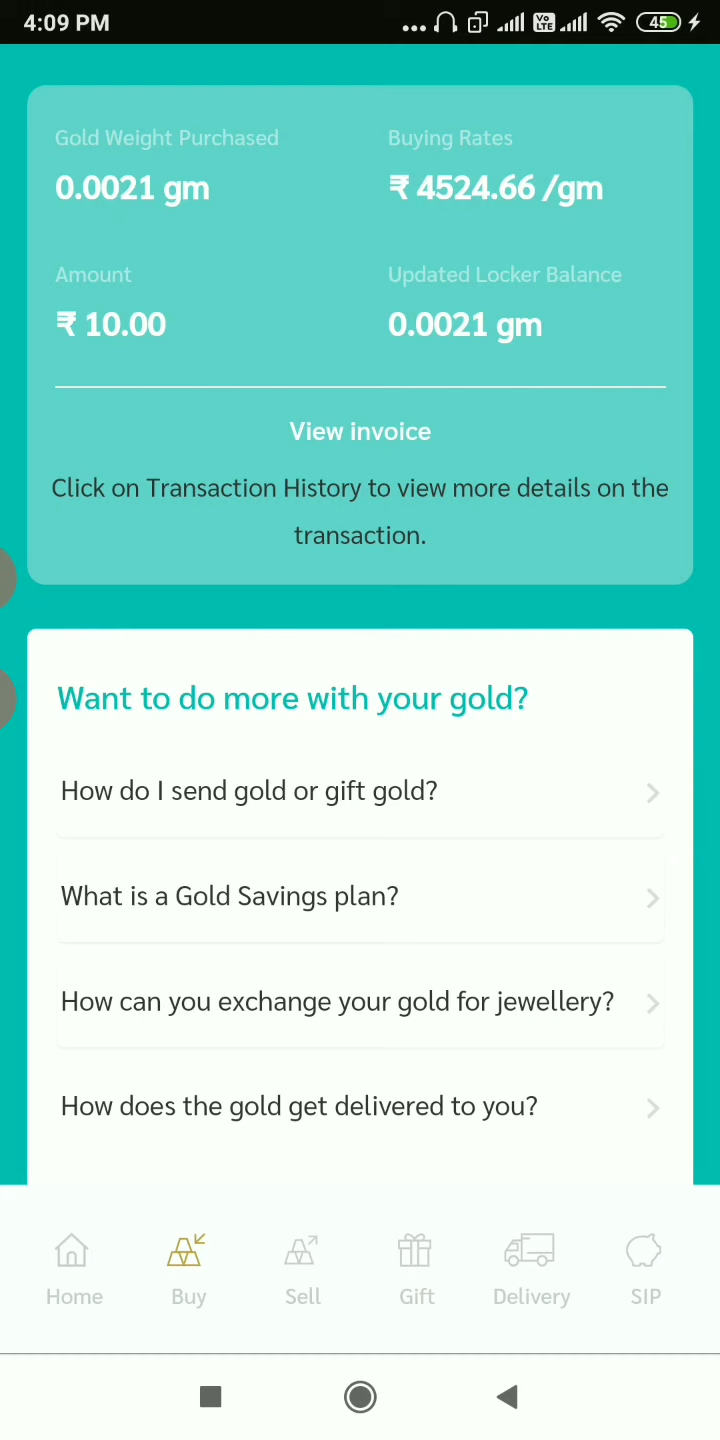 4:09 PM
Vo LTE
45
Gold Weight Purchased
Buying Rates
0.0021 gm
₹ 4524.66 /gm
Amount
Updated Locker Balance
₹ 10.00
0.0021 gm
View invoice
Click on Transaction History to view more details on the
transaction.
Want to do more with your gold?
How do I send gold or gift gold?
What is a Gold Savings plan?
How can you exchange your gold for jewellery?
How does the gold get delivered to you?
Home
Buy
Sell
Gift
Delivery
SIP